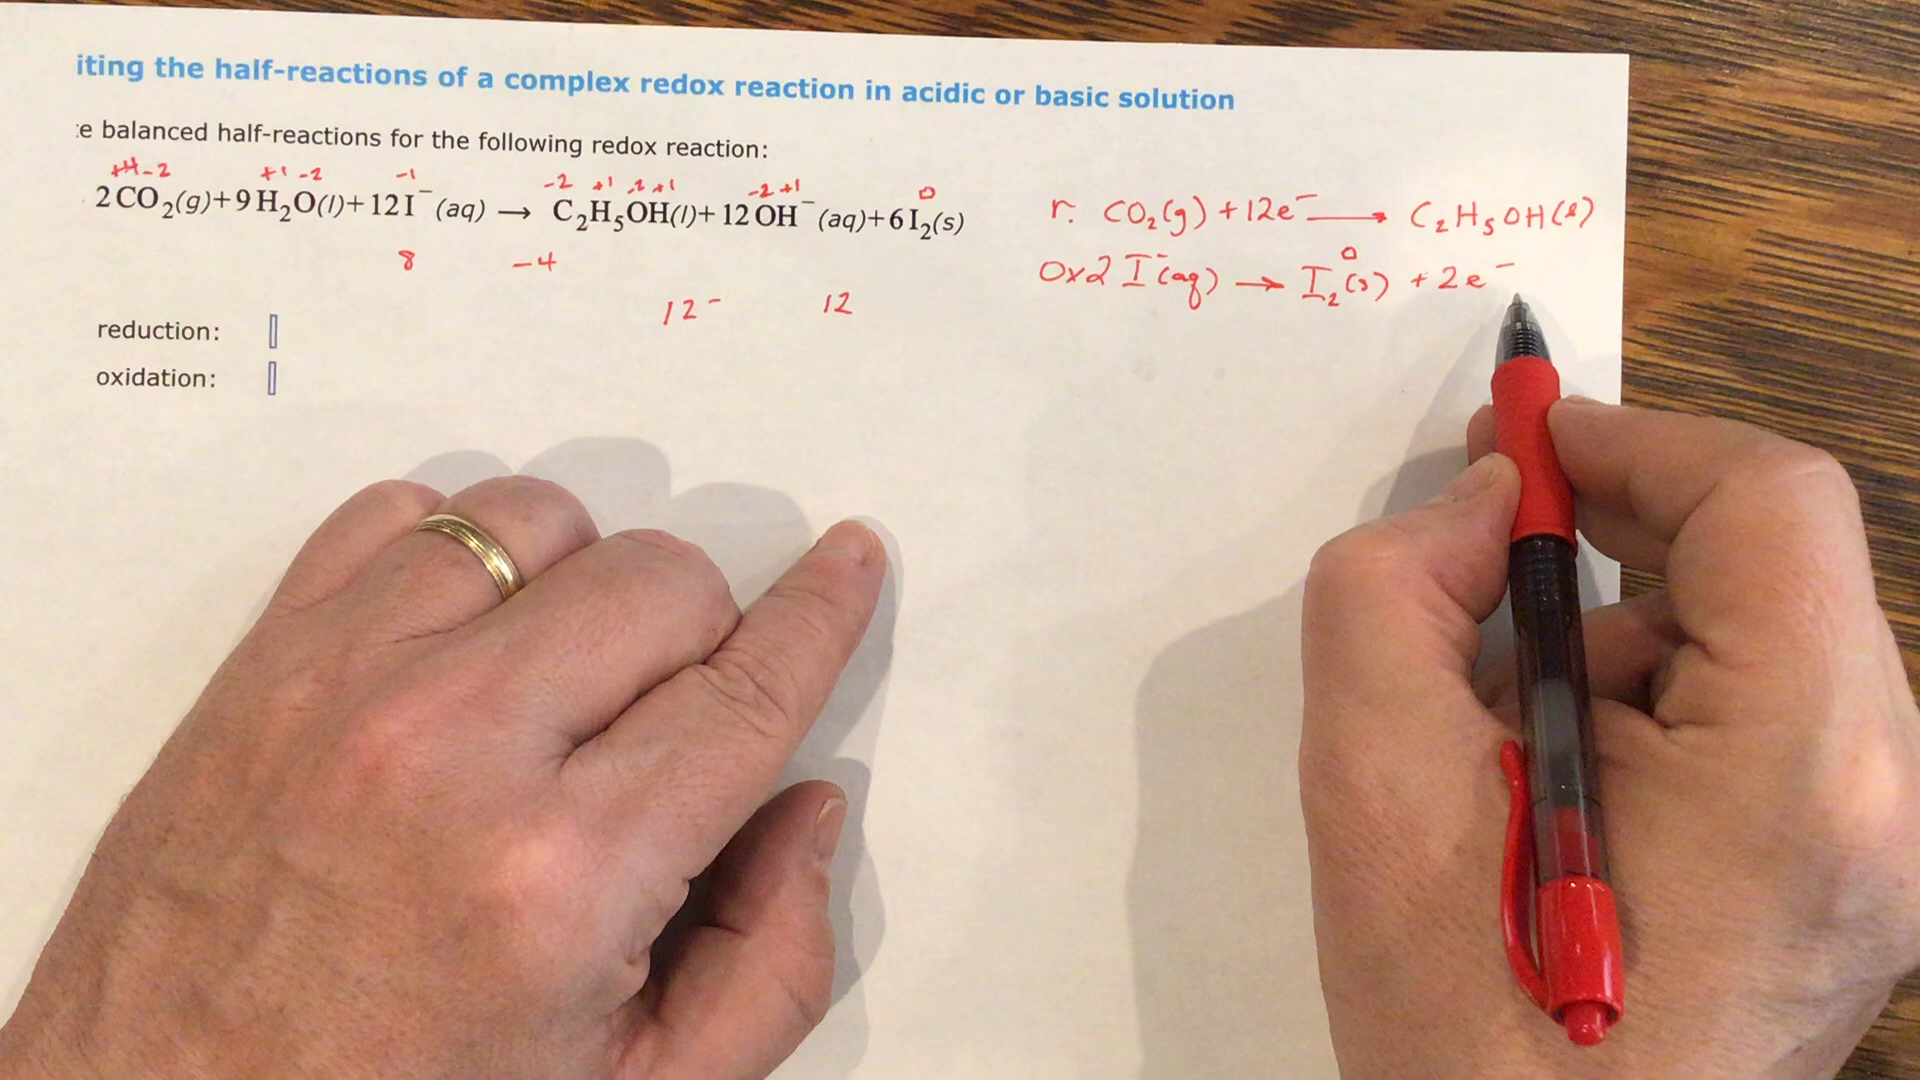 iting the half-reactions of a complex redox reaction in acidic or basic solution
e balanced half-reactions for the following redox reaction:
+4 -2 +1 -2 -1 -2 +1 -2 +1 -2 +1 0
2CO₂(g)+9H₂O(l)+12I⁻(aq) → C₂H₅OH(l)+12OH⁻(aq)+6I₂(s)
8 -4
12- 12
reduction:
oxidation:
r: CO₂(g) +12e⁻ → C₂H₅OH(l)
0
Ox2 I⁻(aq) → I₂(s) + 2e⁻